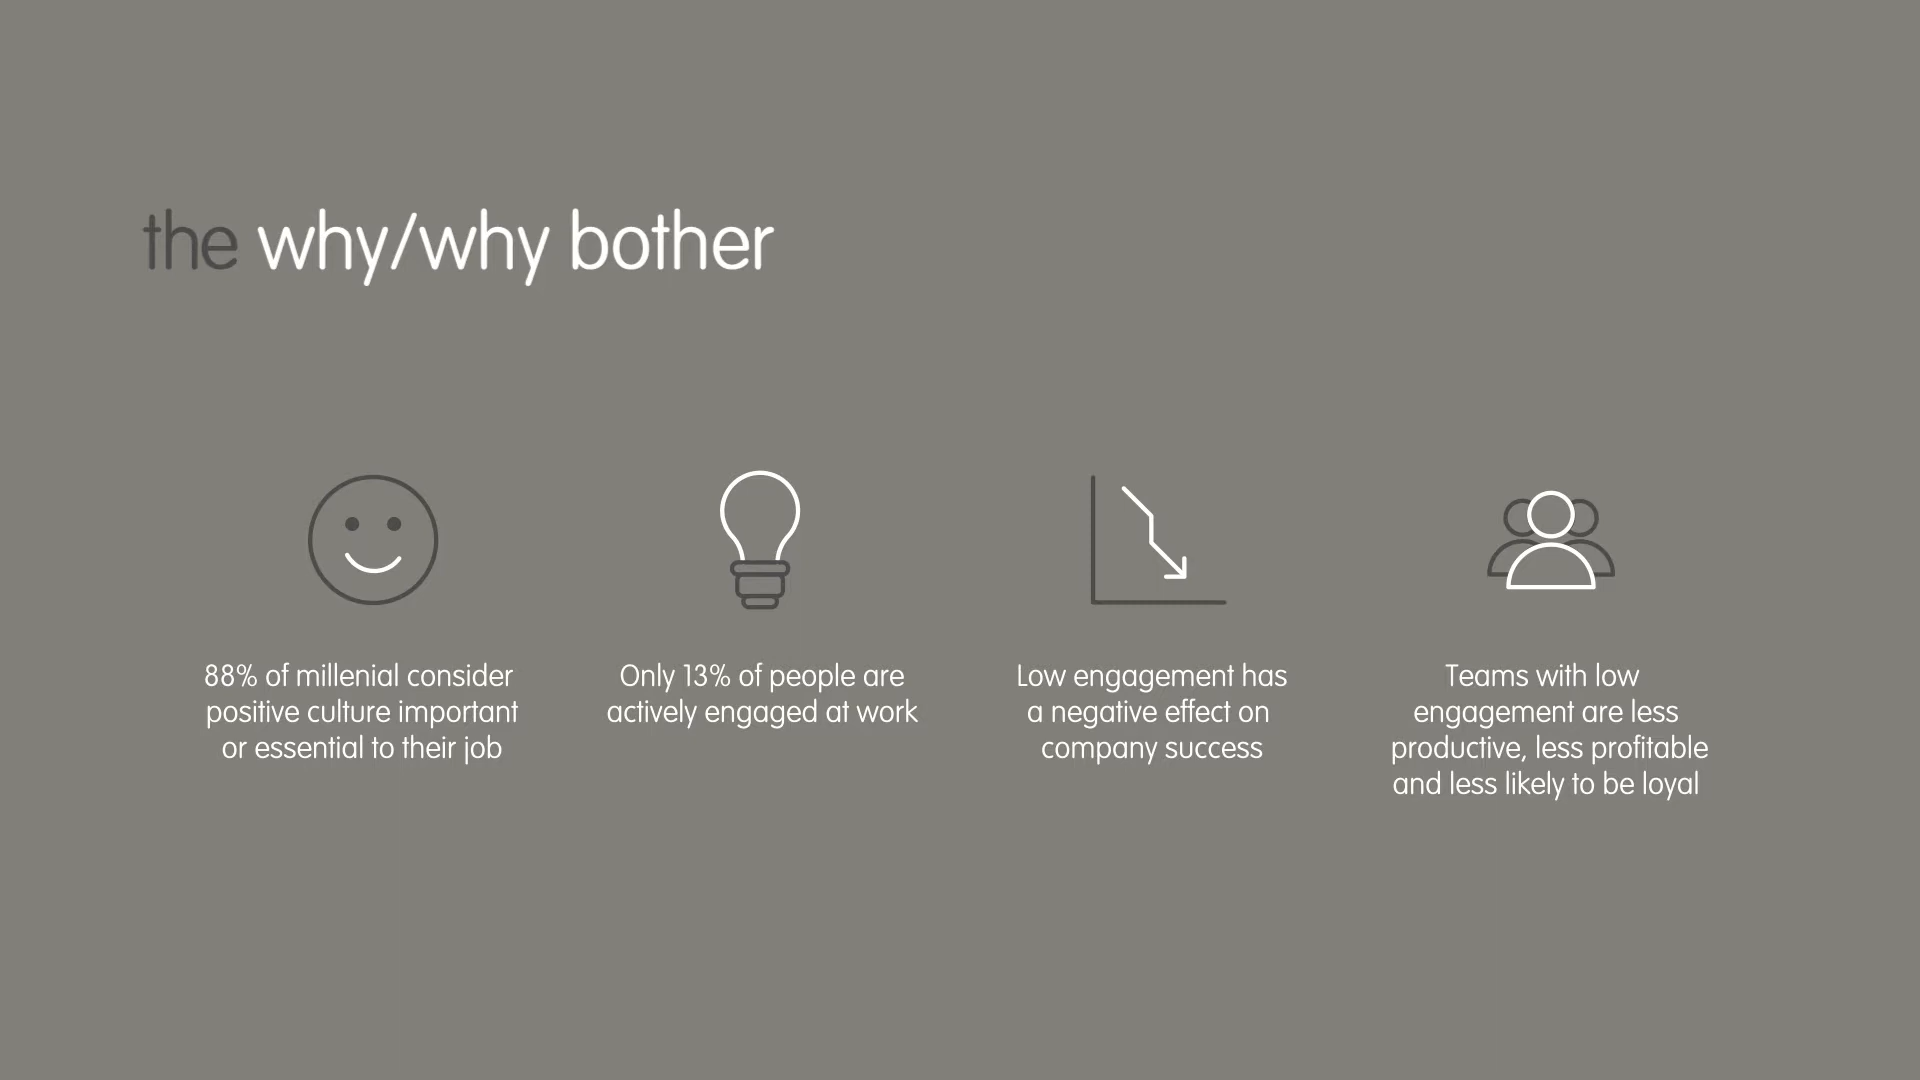 the why/why bother
88% of millenial consider
positive culture important
or essential to their job
Only 13% of people are
actively engaged at work
Low engagement has
a negative effect on
company success
Teams with low
engagement are less
productive, less profitable
and less likely to be loyal